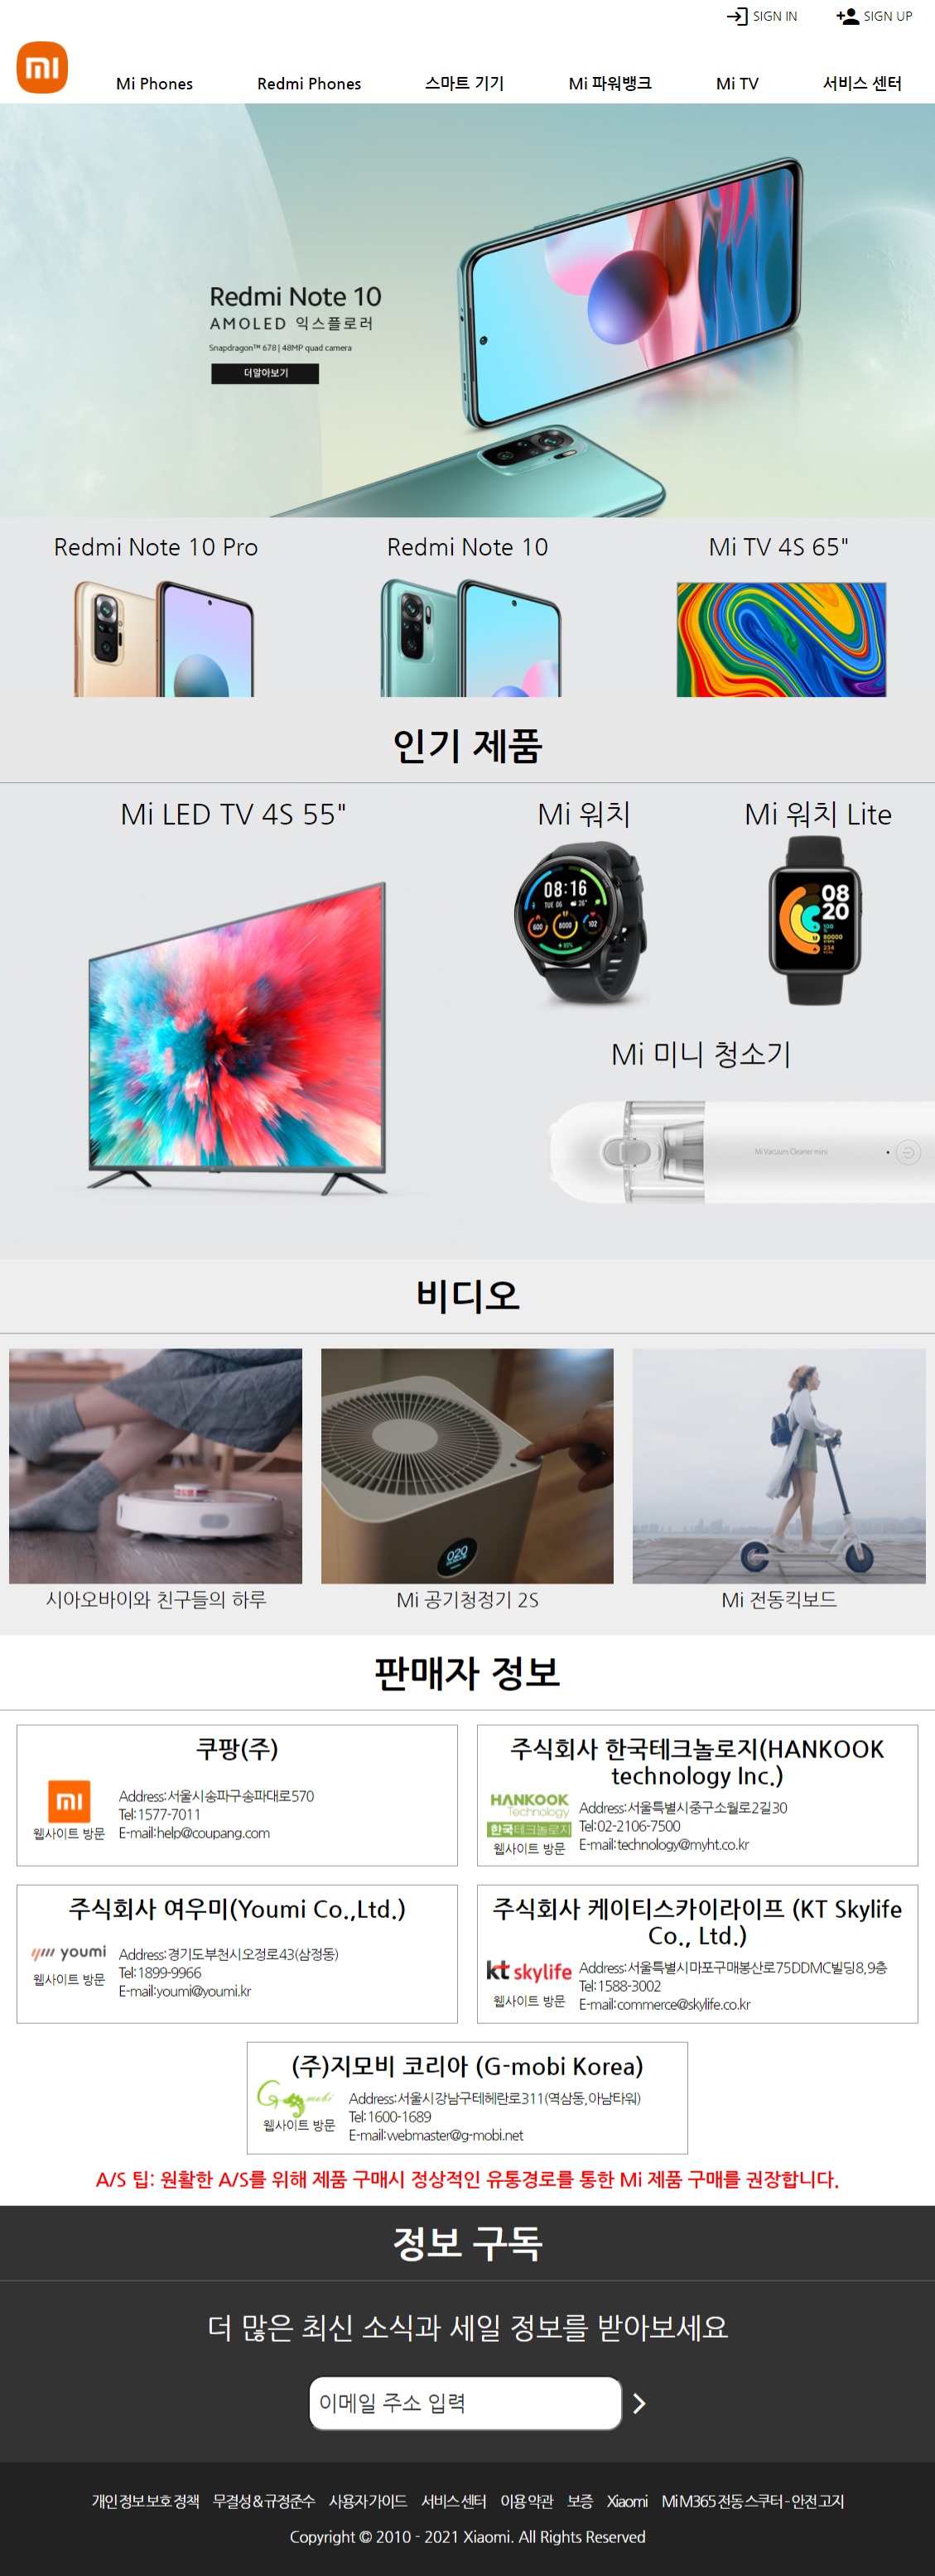 SIGN IN
SIGN UP
mi
Mi Phones
Redmi Phones
스마트 기기
Mi 파워뱅크
Mi TV
서비스 센터
Redmi Note 10
AMOLED 익스플로러
Snapdragon™ 678 | 48MP quad camera
더알아보기
Redmi Note 10 Pro
Redmi Note 10
Mi TV 4S 65"
인기 제품
Mi LED TV 4S 55"
Mi 워치
Mi 워치 Lite
08:16
TUE 06
26°
600
8000
102
80%
08
20
100
80000
234
Mi 미니 청소기
Mi Vacuum Cleaner mini
비디오
020
시아오바이와 친구들의 하루
Mi 공기청정기 2S
Mi 전동킥보드
판매자 정보
쿠팡(주)
mi
웹사이트 방문
Address:서울시송파구송파대로570
Tel:1577-7011
E-mail:help@coupang.com
주식회사 한국테크놀로지(HANKOOK
technology Inc.)
HANKOOK
Technology
한국테크놀로지
웹사이트 방문
Address:서울특별시중구소월로2길30
Tel:02-2106-7500
E-mail:technology@myht.co.kr
주식회사 여우미(Youmi Co.,Ltd.)
youmi
웹사이트 방문
Address:경기도부천시오정로43(삼정동)
Tel:1899-9966
E-mail:youmi@youmi.kr
주식회사 케이티스카이라이프 (KT Skylife
Co., Ltd.)
kt skylife
웹사이트 방문
Address:서울특별시마포구매봉산로75DDMC빌딩8,9층
Tel:1588-3002
E-mail:commerce@skylife.co.kr
(주)지모비 코리아 (G-mobi Korea)
G mobi
웹사이트 방문
Address:서울시강남구테헤란로311(역삼동,아남타워)
Tel:1600-1689
E-mail:webmaster@g-mobi.net
A/S 팁: 원활한 A/S를 위해 제품 구매시 정상적인 유통경로를 통한 Mi 제품 구매를 권장합니다.
정보 구독
더 많은 최신 소식과 세일 정보를 받아보세요
이메일 주소 입력
개인 정보 보호 정책 무결성 & 규정준수 사용자 가이드 서비스 센터 이용 약관 보증 Xiaomi Mi M365 전동 스쿠터 - 안전 고지
Copyright © 2010 - 2021 Xiaomi. All Rights Reserved